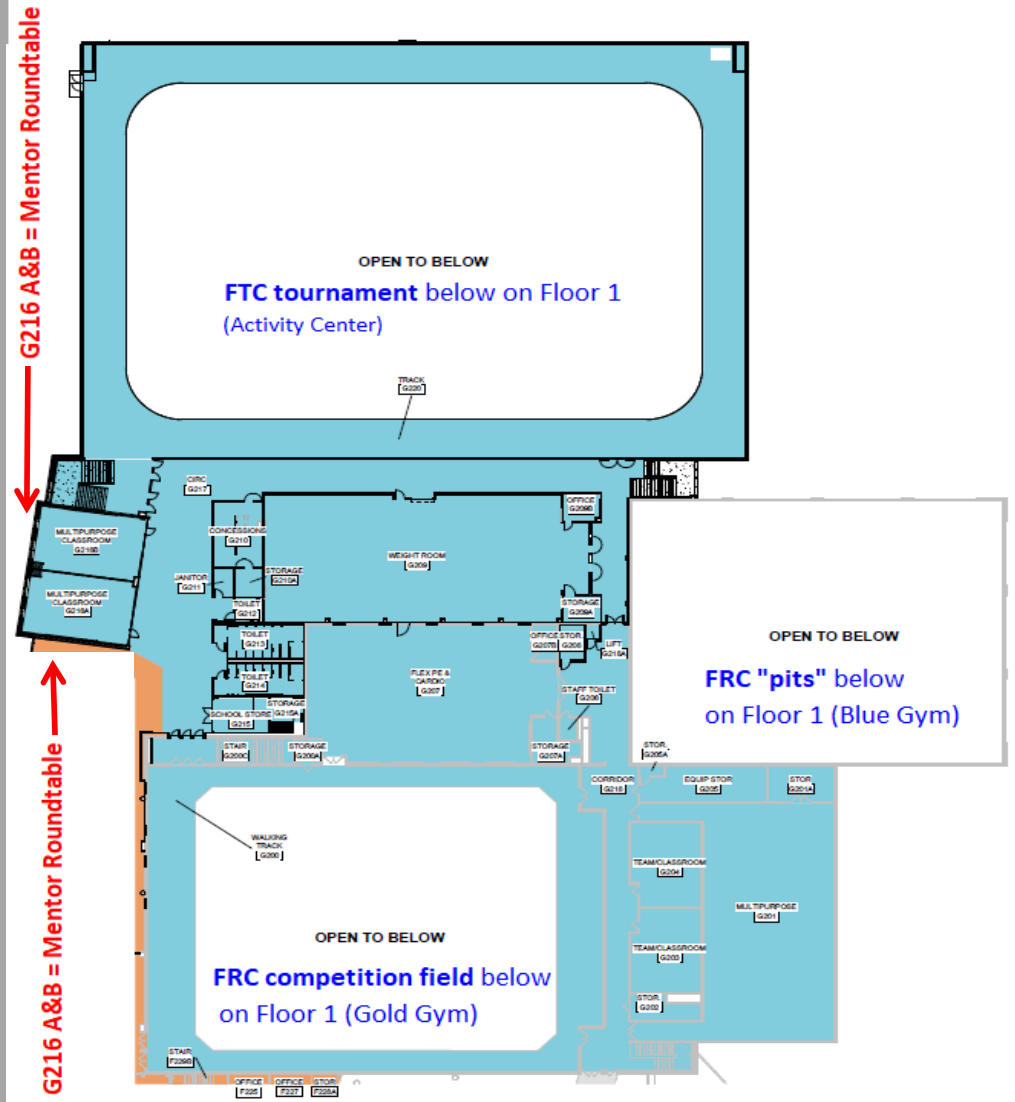 G216 A&B = Mentor Roundtable
OPEN TO BELOW
FTC tournament below on Floor 1
(Activity Center)
TRACK
G220
CIRC
G217
CONCESSIONS
G210
OFFICE
G209B
MULTIPURPOSE
CLASSROOM
G216B
WEIGHT ROOM
G209
JANITOR
G211
STORAGE
G210A
MULTIPURPOSE
CLASSROOM
G216A
TOILET
G212
STORAGE
G209A
TOILET
G213
OFFICE
G207B
STOR.
G208
LIFT
G218A
OPEN TO BELOW
FRC "pits" below
on Floor 1 (Blue Gym)
FLEX PE &
CARDIO
G207
TOILET
G214
STAFF TOILET
G206
SCHOOL STORE
G215
STORAGE
G215A
G216 A&B = Mentor Roundtable
STAIR
G200C
STORAGE
G200A
STORAGE
G207A
STOR.
G205A
CORRIDOR
G218
EQUIP STOR
G205
STOR
G201A
WALKING
TRACK
G200
TEAM/CLASSROOM
G204
MULTIPURPOSE
G201
OPEN TO BELOW
FRC competition field below
on Floor 1 (Gold Gym)
TEAM/CLASSROOM
G203
STOR.
G202
STAIR
F229B
OFFICE
F225
OFFICE
F227
STOR
F228A